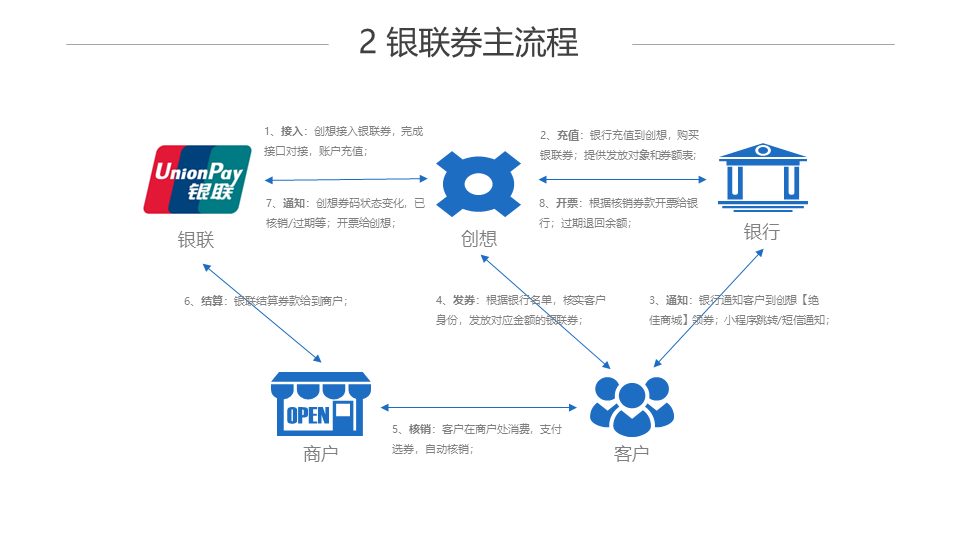 2 银联券主流程
1、接入：创想接入银联券，完成
接口对接，账户充值；
2、充值：银行充值到创想，购买
银联券；提供发放对象和券额表；
UnionPay
银联
7、通知：创想券码状态变化，已
核销/过期等；开票给创想；
8、开票：根据核销券款开票给银
行；过期退回余额；
银联
创想
银行
6、结算：银联结算券款给到商户；
4、发券：根据银行名单，核实客户
身份，发放对应金额的银联券；
3、通知：银行通知客户到创想【绝
佳商城】领券；小程序跳转/短信通知；
OPEN
5、核销：客户在商户处消费，支付
选券，自动核销；
商户
客户